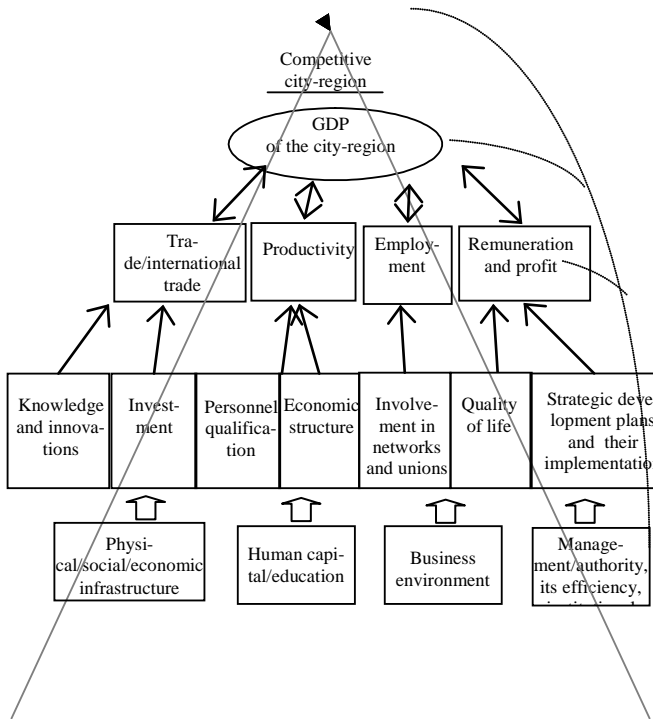 Competitive
city-region
GDP
of the city-region
Tra-
de/international
trade
Productivity
Employ-
ment
Remuneration
and profit
Knowledge
and innova-
tions
Invest-
ment
Personnel
qualifica-
tion
Economic
structure
Involve-
ment in
networks
and unions
Quality
of life
Strategic deve
lopment plans
and their
implementatio
Physi-
cal/social/economic
infrastructure
Human capi-
tal/education
Business
environment
Manage-
ment/authority,
its efficiency,